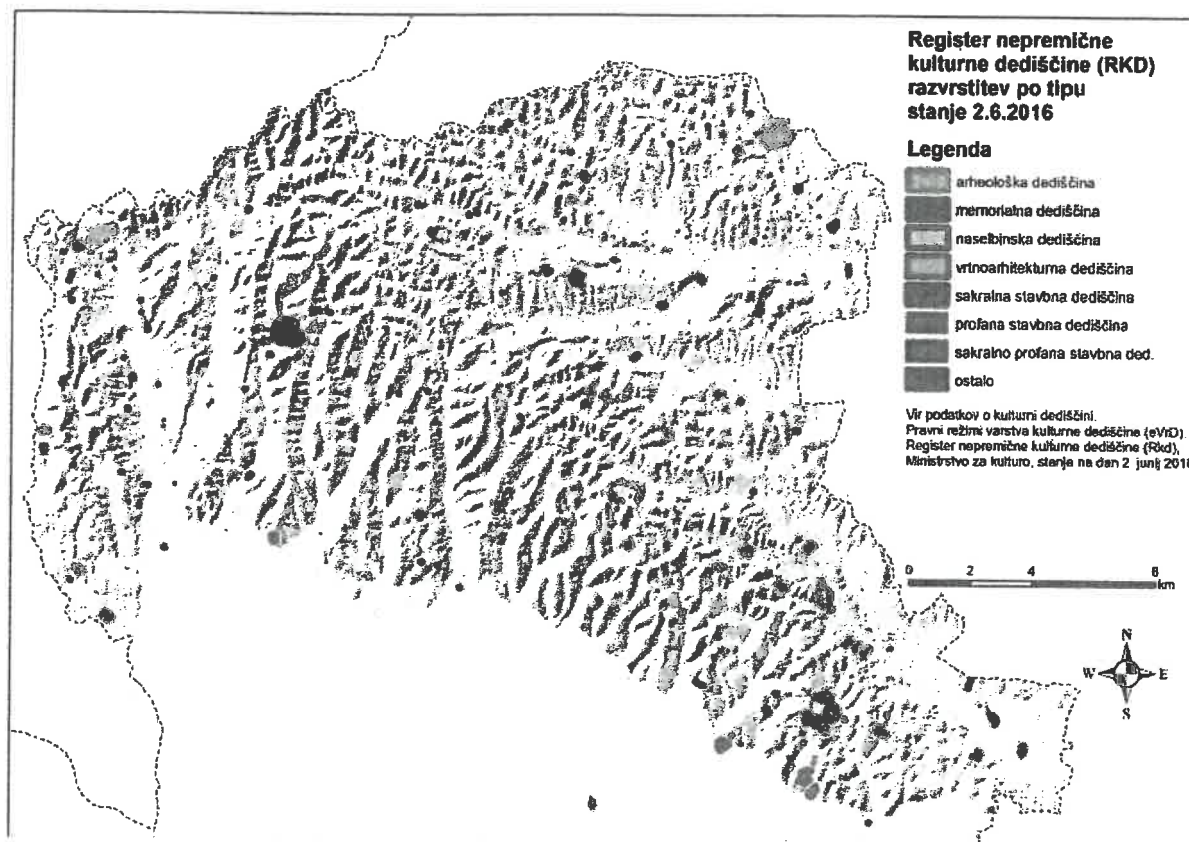 Register nepremične
kulturne dediščine (RKD)
razvrstitev po tipu
stanje 2.6.2016
Legenda
arheološka dediščina
memorialna dediščina
naselbinska dediščina
vrtnoarhitekturna dediščina
sakralna stavbna dediščina
profana stavbna dediščina
sakralno profana stavbna ded.
ostalo
Vir podatkov o kulturni dediščini.
Pravni režimi varstva kulturne dediščine (eVrD)
Register nepremične kulturne dediščine (Rkd),
Ministrstvo za kulturo, stanje na dan 2 junij 2016
0 2 4 6
km
N
W E
S